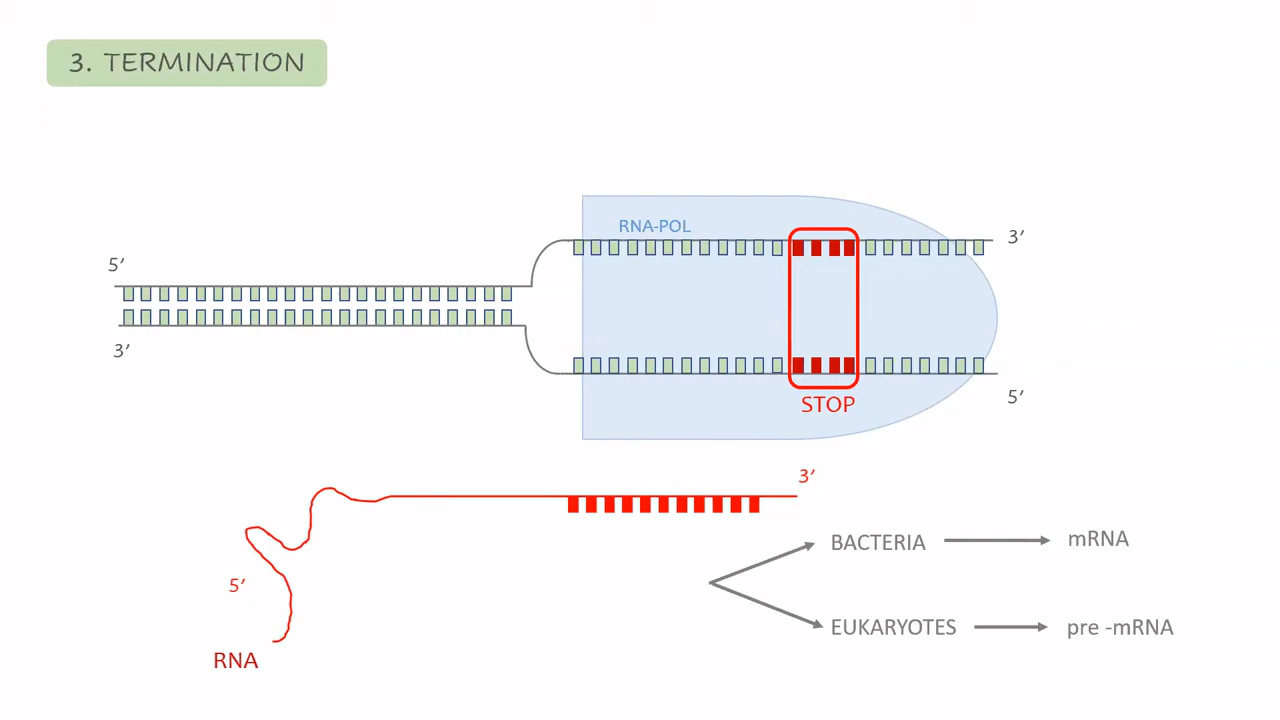 3. TERMINATION
RNA-POL
3’
5’
3’
5’
STOP
3’
BACTERIA
mRNA
5’
EUKARYOTES
pre -mRNA
RNA